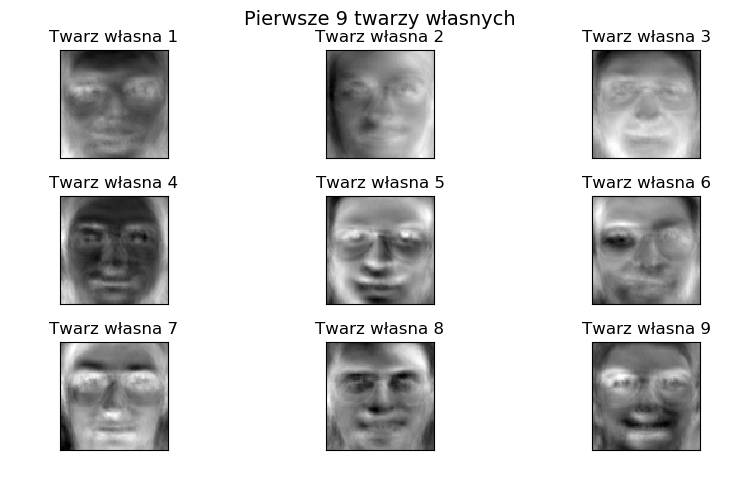 Pierwsze 9 twarzy własnych
Twarz własna 1
Twarz własna 2
Twarz własna 3
Twarz własna 4
Twarz własna 5
Twarz własna 6
Twarz własna 7
Twarz własna 8
Twarz własna 9